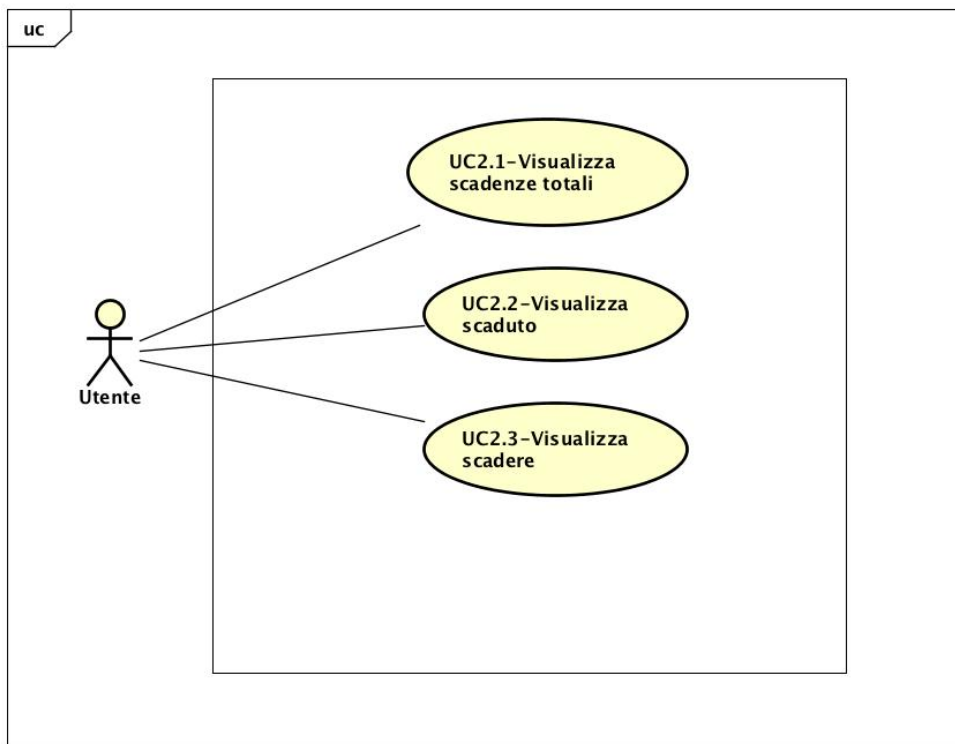 uc
UC2.1-Visualizza
scadenze totali
UC2.2-Visualizza
scaduto
Utente
UC2.3-Visualizza
scadere